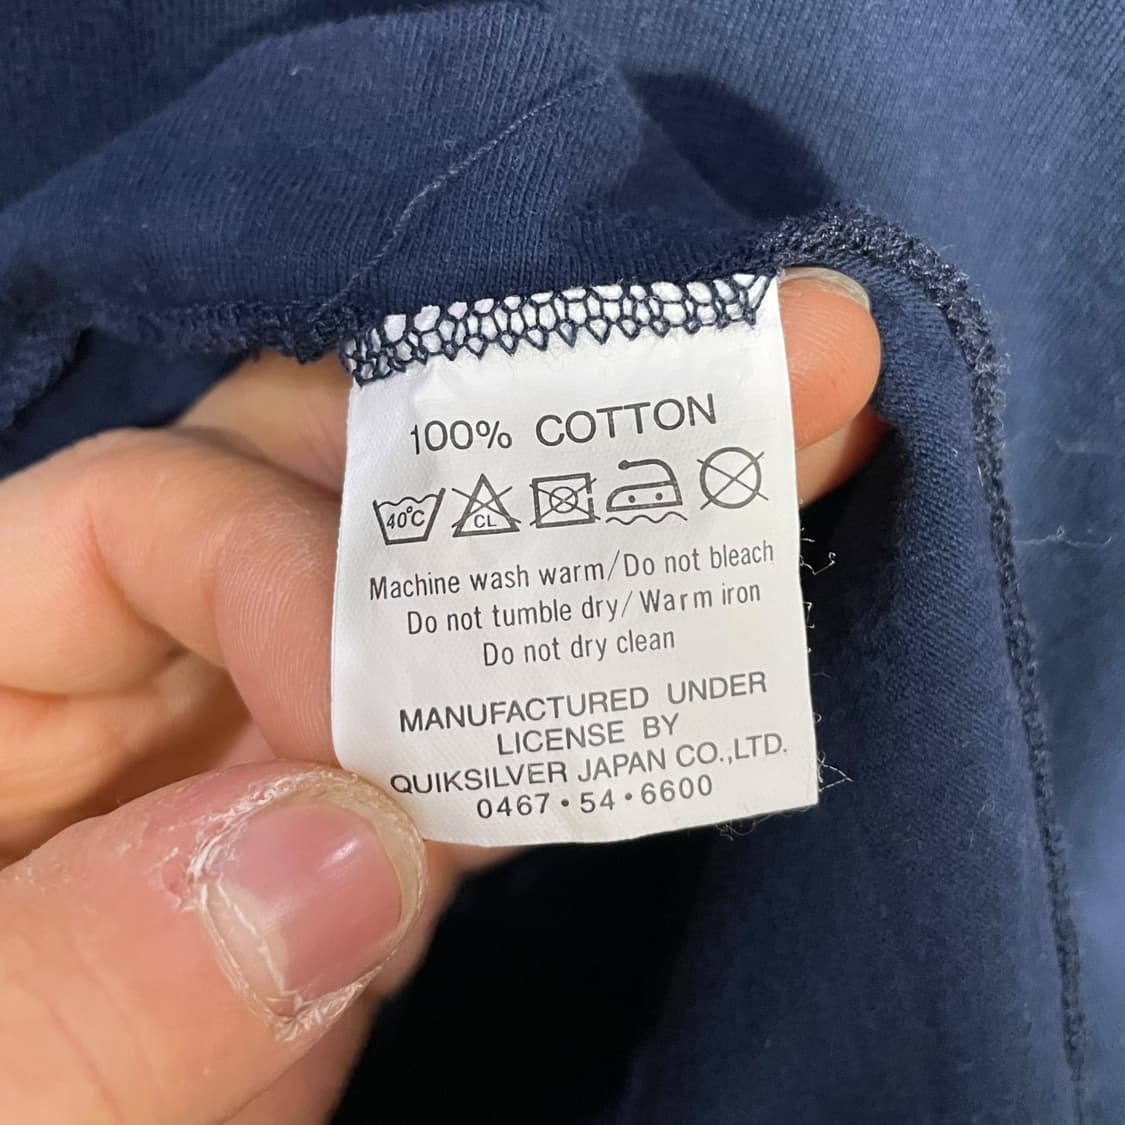 100% COTTON
40°C CL
Machine wash warm/Do not bleach
Do not tumble dry/Warm iron
Do not dry clean
MANUFACTURED UNDER
LICENSE BY
QUIKSILVER JAPAN CO.,LTD.
0467・54・6600